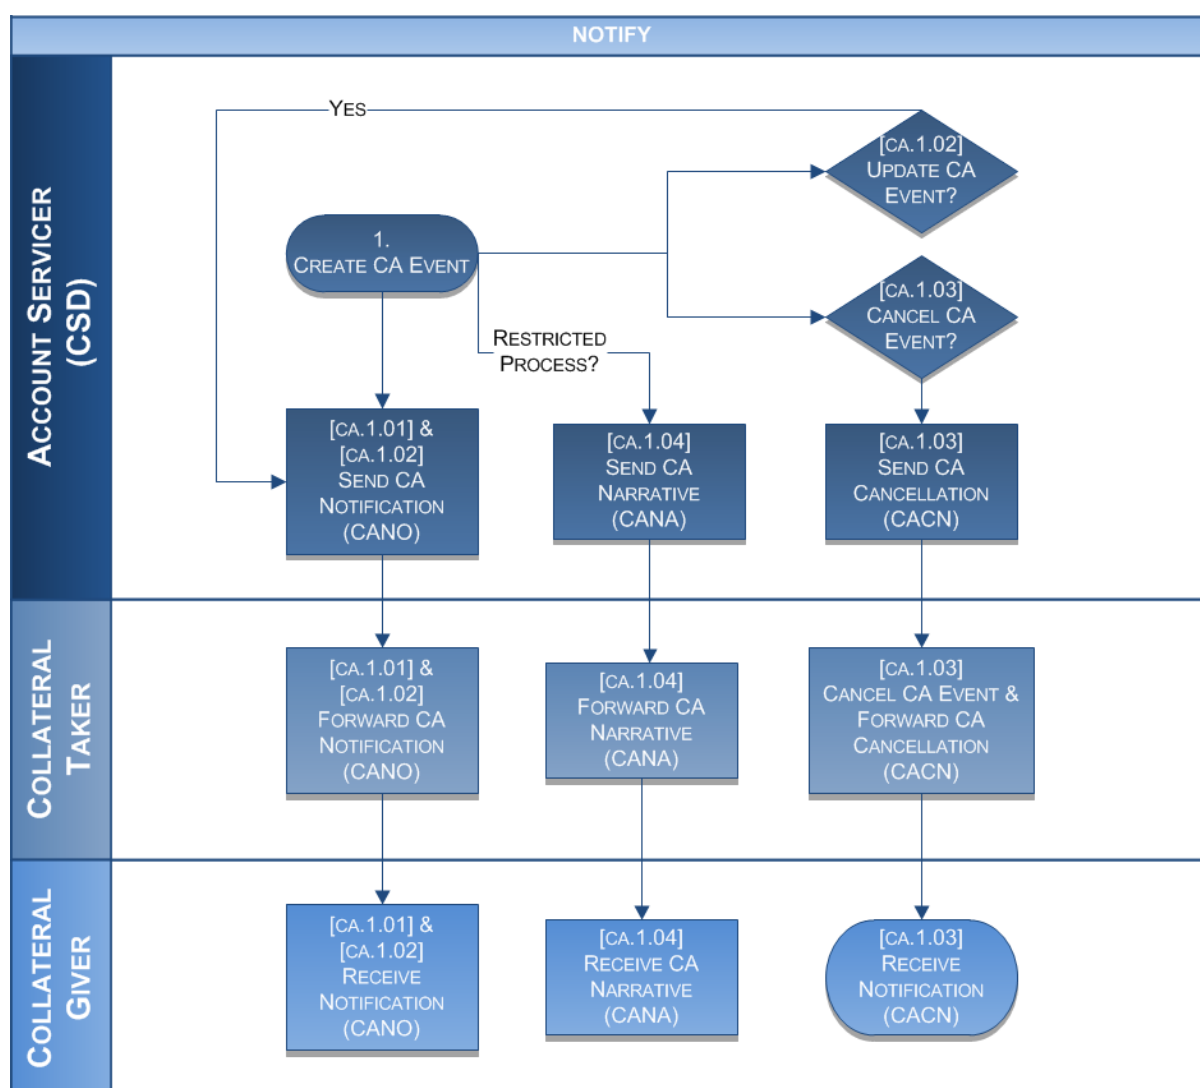 NOTIFY
ACCOUNT SERVICER
(CSD)
YES
[CA.1.02]
UPDATE CA
EVENT?
1.
CREATE CA EVENT
[CA.1.03]
CANCEL CA
EVENT?
RESTRICTED
PROCESS?
[CA.1.01] &
[CA.1.02]
SEND CA
NOTIFICATION
(CANO)
[CA.1.04]
SEND CA
NARRATIVE
(CANA)
[CA.1.03]
SEND CA
CANCELLATION
(CACN)
COLLATERAL
TAKER
[CA.1.01] &
[CA.1.02]
FORWARD CA
NOTIFICATION
(CANO)
[CA.1.04]
FORWARD CA
NARRATIVE
(CANA)
[CA.1.03]
CANCEL CA EVENT &
FORWARD CA
CANCELLATION
(CACN)
COLLATERAL
GIVER
[CA.1.01] &
[CA.1.02]
RECEIVE
NOTIFICATION
(CANO)
[CA.1.04]
RECEIVE CA
NARRATIVE
(CANA)
[CA.1.03]
RECEIVE
NOTIFICATION
(CACN)